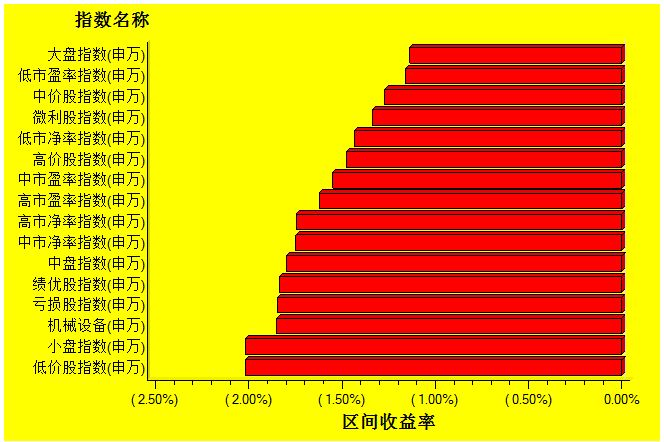 指数名称
大盘指数(申万)
低市盈率指数(申万)
中价股指数(申万)
微利股指数(申万)
低市净率指数(申万)
高价股指数(申万)
中市盈率指数(申万)
高市盈率指数(申万)
高市净率指数(申万)
中市净率指数(申万)
中盘指数(申万)
绩优股指数(申万)
亏损股指数(申万)
机械设备(申万)
小盘指数(申万)
低价股指数(申万)
(2.50%) (2.00%) (1.50%) (1.00%) (0.50%) 0.00%
区间收益率